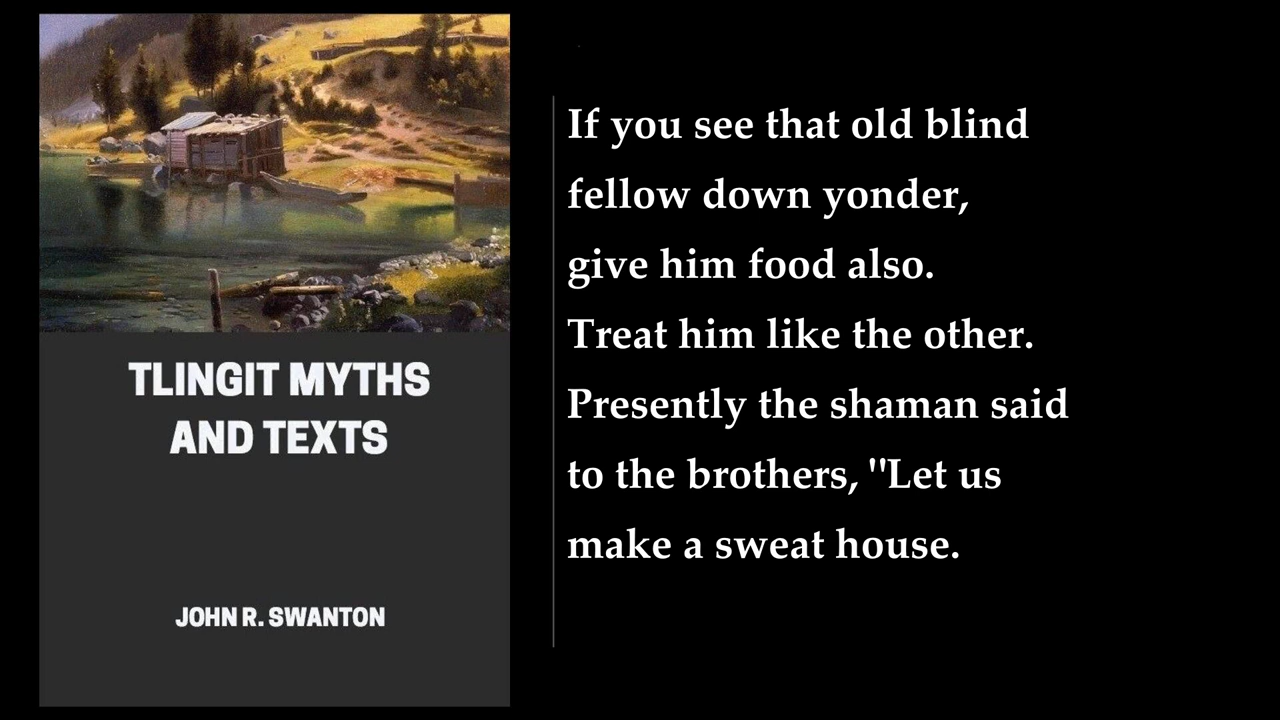 TLINGIT MYTHS
AND TEXTS
JOHN R. SWANTON
If you see that old blind
fellow down yonder,
give him food also.
Treat him like the other.
Presently the shaman said
to the brothers, "Let us
make a sweat house.